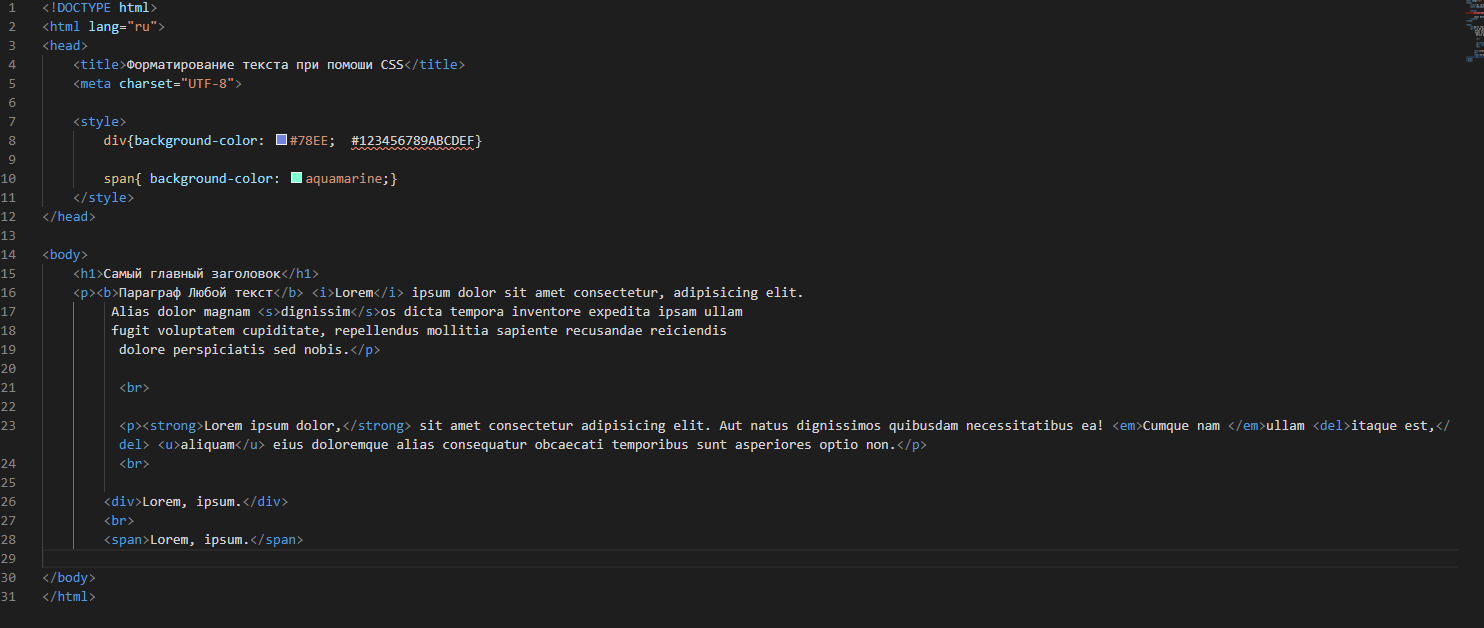 1 <!DOCTYPE html>
2 <html lang="ru">
3 <head>
4 <title>Форматирование текста при помоши CSS</title>
5 <meta charset="UTF-8">
6
7 <style>
8 div{background-color: #78EE; #123456789ABCDEF}
9
10 span{ background-color: aquamarine;}
11 </style>
12 </head>
13
14 <body>
15 <h1>Самый главный заголовок</h1>
16 <p><b>Параграф Любой текст</b> <i>Lorem</i> ipsum dolor sit amet consectetur, adipisicing elit.
17 Alias dolor magnam <s>dignissim</s>os dicta tempora inventore expedita ipsam ullam
18 fugit voluptatem cupiditate, repellendus mollitia sapiente recusandae reiciendis
19 dolore perspiciatis sed nobis.</p>
20
21 <br>
22
23 <p><strong>Lorem ipsum dolor,</strong> sit amet consectetur adipisicing elit. Aut natus dignissimos quibusdam necessitatibus ea! <em>Cumque nam </em>ullam <del>itaque est,</
del> <u>aliquam</u> eius doloremque alias consequatur obcaecati temporibus sunt asperiores optio non.</p>
24 <br>
25
26 <div>Lorem, ipsum.</div>
27 <br>
28 <span>Lorem, ipsum.</span>
29
30 </body>
31 </html>